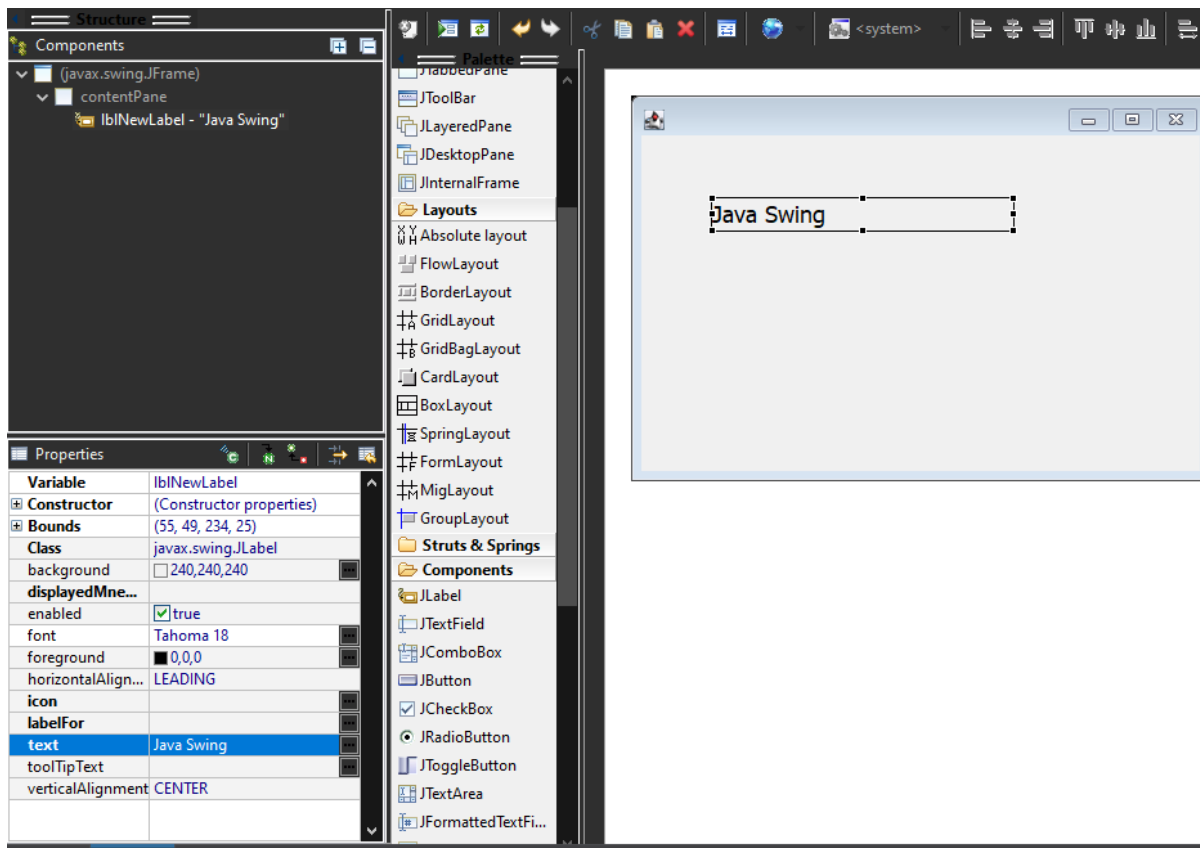 Structure
Components
(javax.swing.JFrame)
contentPane
lblNewLabel - "Java Swing"
Properties
Variable lblNewLabel
Constructor (Constructor properties)
Bounds (55, 49, 234, 25)
Class javax.swing.JLabel
background 240,240,240
displayedMne...
enabled true
font Tahoma 18
foreground 0,0,0
horizontalAlign... LEADING
icon
labelFor
text Java Swing
toolTipText
verticalAlignment CENTER
<system>
Palette
JTabbedPane
JToolBar
JLayeredPane
JDesktopPane
JInternalFrame
Layouts
Absolute layout
FlowLayout
BorderLayout
GridLayout
GridBagLayout
CardLayout
BoxLayout
SpringLayout
FormLayout
MigLayout
GroupLayout
Struts & Springs
Components
JLabel
JTextField
JComboBox
JButton
JCheckBox
JRadioButton
JToggleButton
JTextArea
JFormattedTextFi...
Java Swing